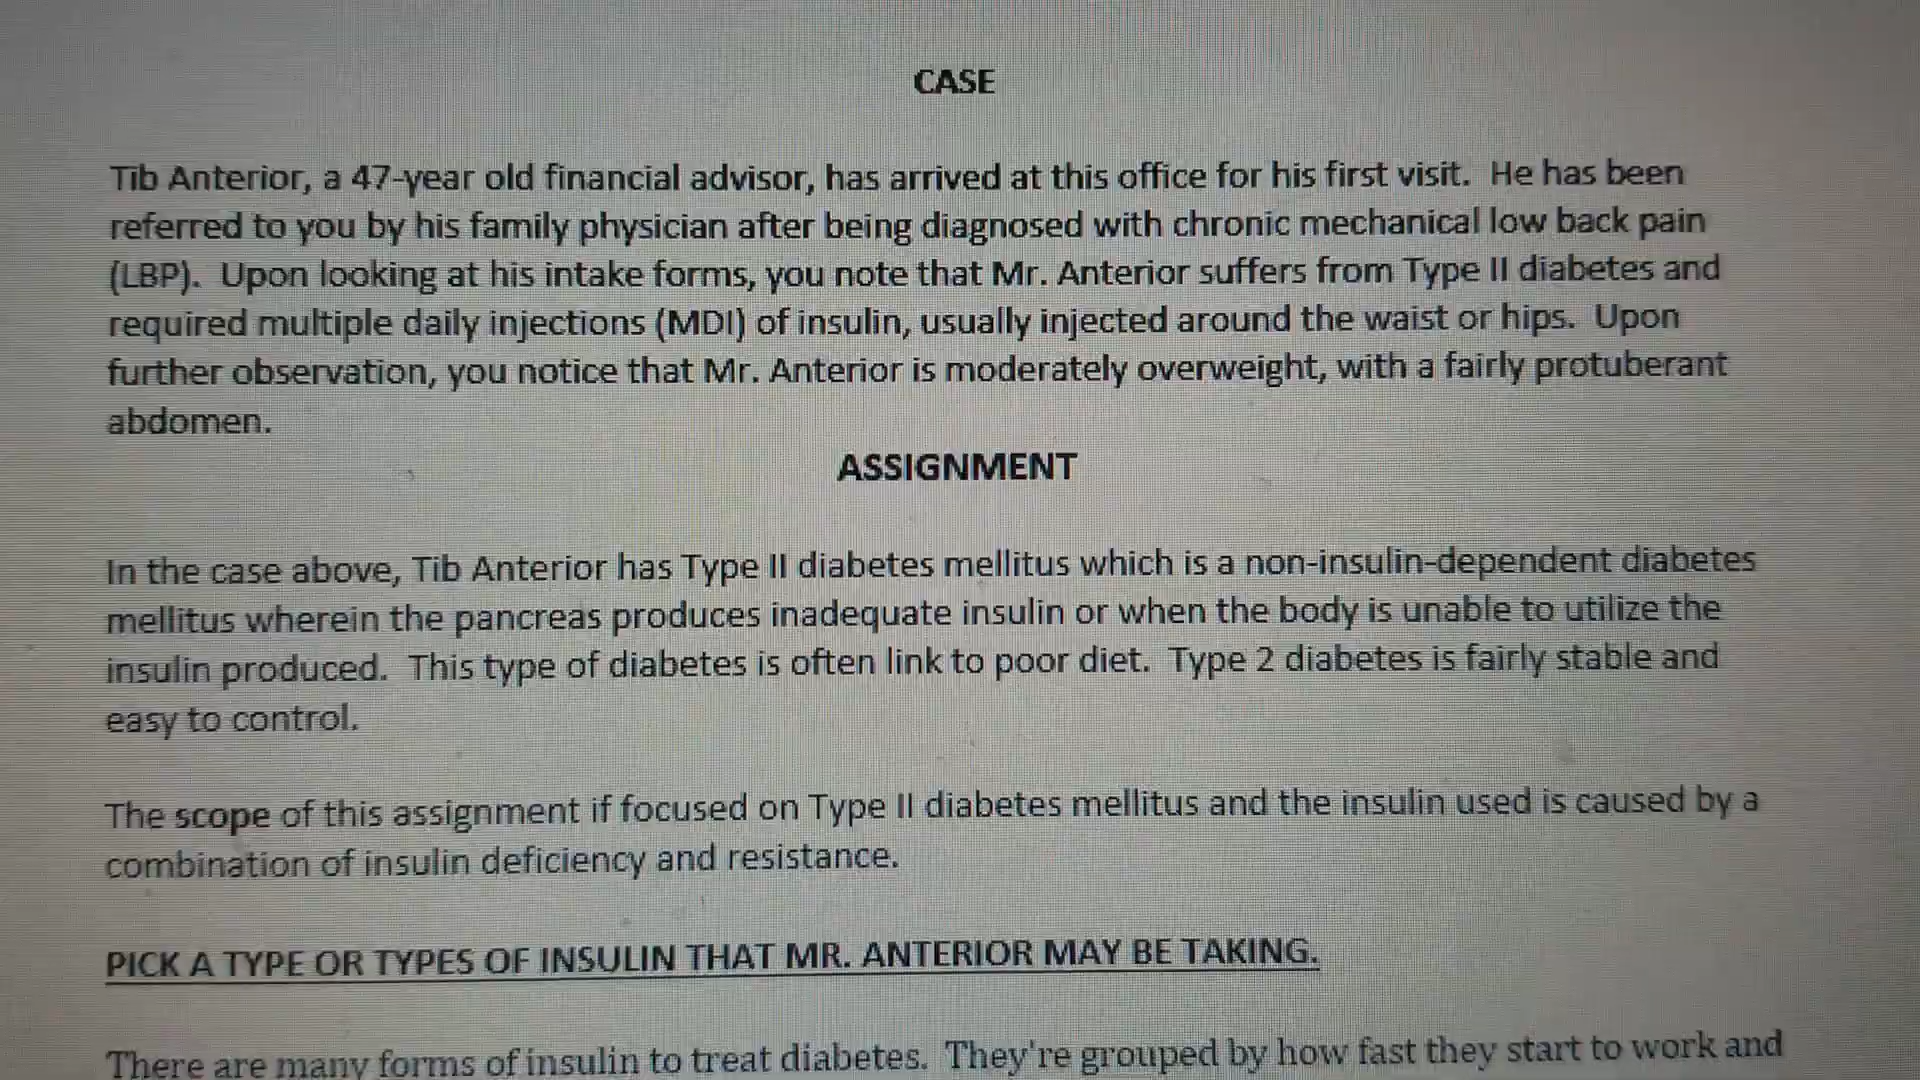 CASE
Tib Anterior, a 47-year old financial advisor, has arrived at this office for his first visit. He has been
referred to you by his family physician after being diagnosed with chronic mechanical low back pain
(LBP). Upon looking at his intake forms, you note that Mr. Anterior suffers from Type II diabetes and
required multiple daily injections (MDI) of insulin, usually injected around the waist or hips. Upon
further observation, you notice that Mr. Anterior is moderately overweight, with a fairly protuberant
abdomen.
ASSIGNMENT
In the case above, Tib Anterior has Type II diabetes mellitus which is a non-insulin-dependent diabetes
mellitus wherein the pancreas produces inadequate insulin or when the body is unable to utilize the
insulin produced. This type of diabetes is often link to poor diet. Type 2 diabetes is fairly stable and
easy to control.
The scope of this assignment if focused on Type II diabetes mellitus and the insulin used is caused by a
combination of insulin deficiency and resistance.
PICK A TYPE OR TYPES OF INSULIN THAT MR. ANTERIOR MAY BE TAKING.
There are many forms of insulin to treat diabetes. They're grouped by how fast they start to work and